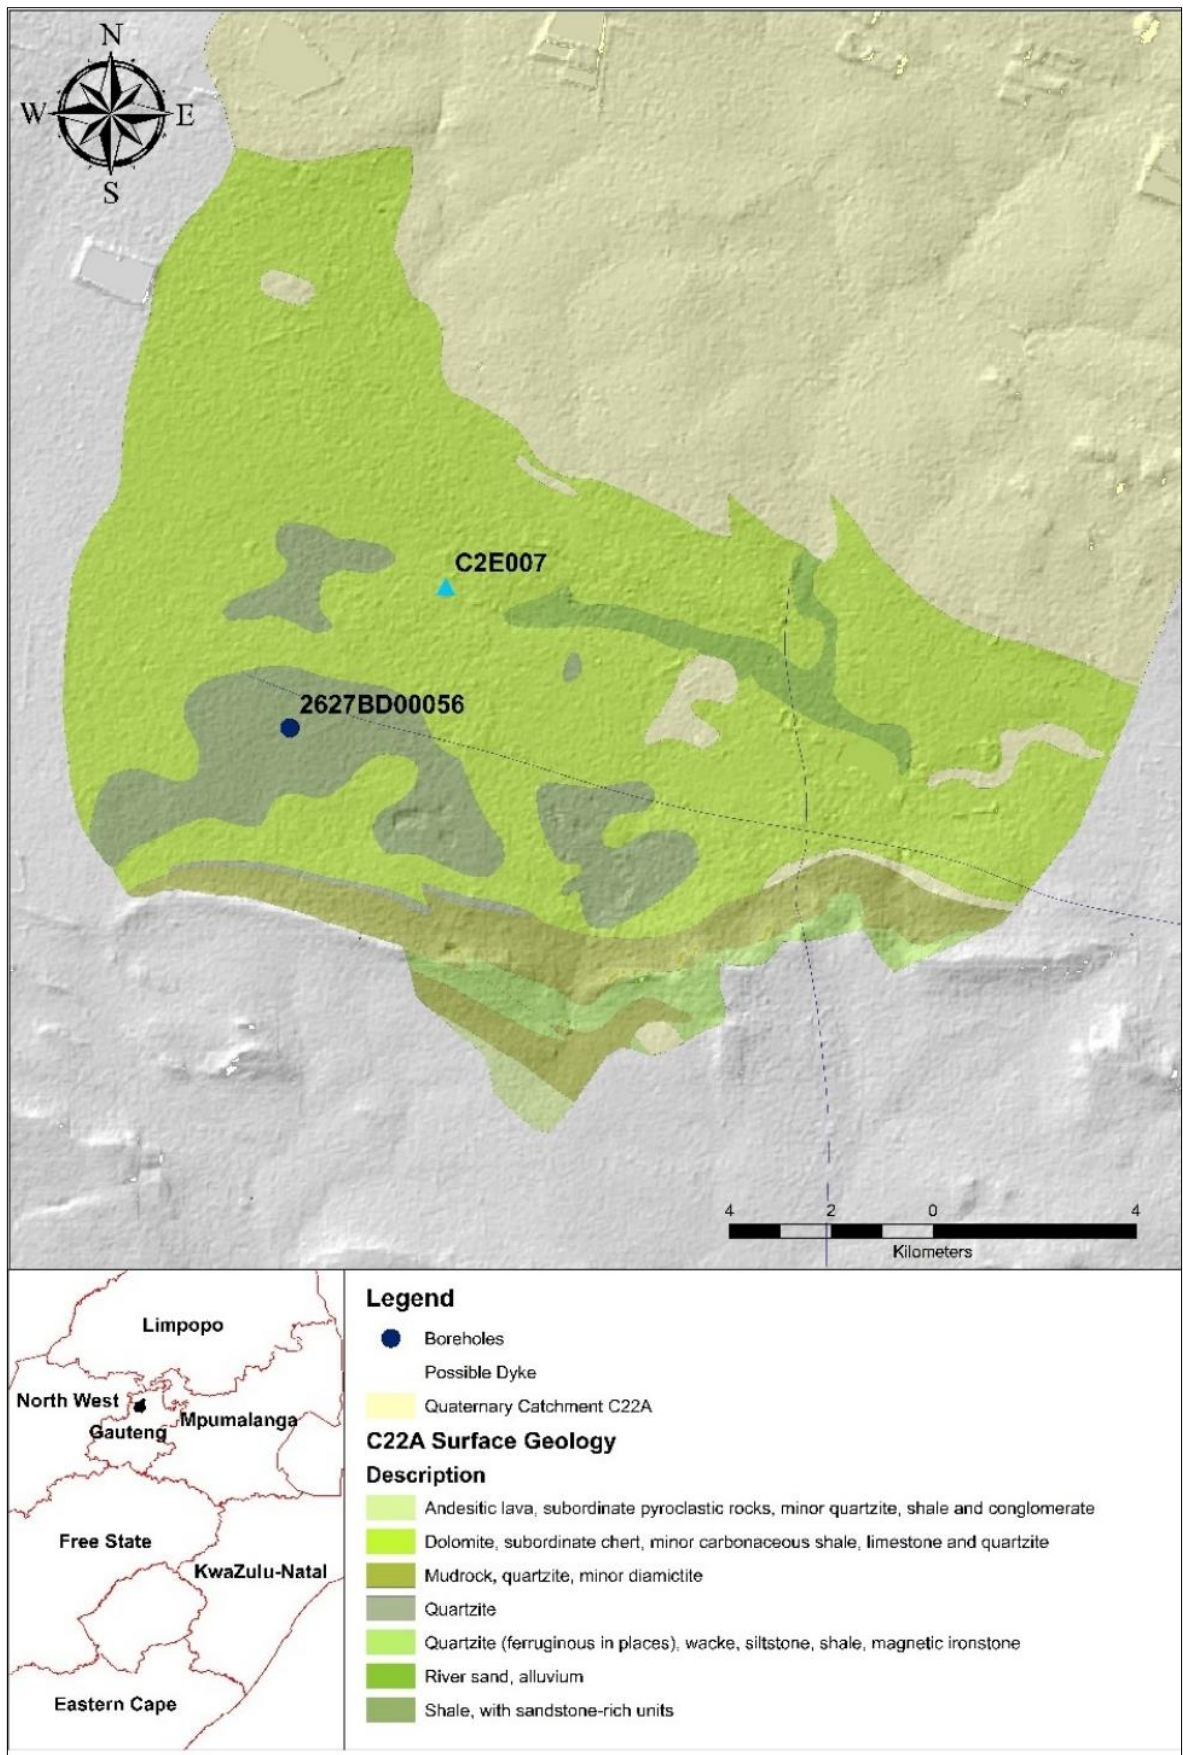 N
W
E
S
C2E007
2627BD00056
4 2 0 4
Kilometers
Limpopo
North West
Mpumalanga
Gauteng
Free State
KwaZulu-Natal
Eastern Cape
Legend
Boreholes
Possible Dyke
Quaternary Catchment C22A
C22A Surface Geology
Description
Andesitic lava, subordinate pyroclastic rocks, minor quartzite, shale and conglomerate
Dolomite, subordinate chert, minor carbonaceous shale, limestone and quartzite
Mudrock, quartzite, minor diamictite
Quartzite
Quartzite (ferruginous in places), wacke, siltstone, shale, magnetic ironstone
River sand, alluvium
Shale, with sandstone-rich units